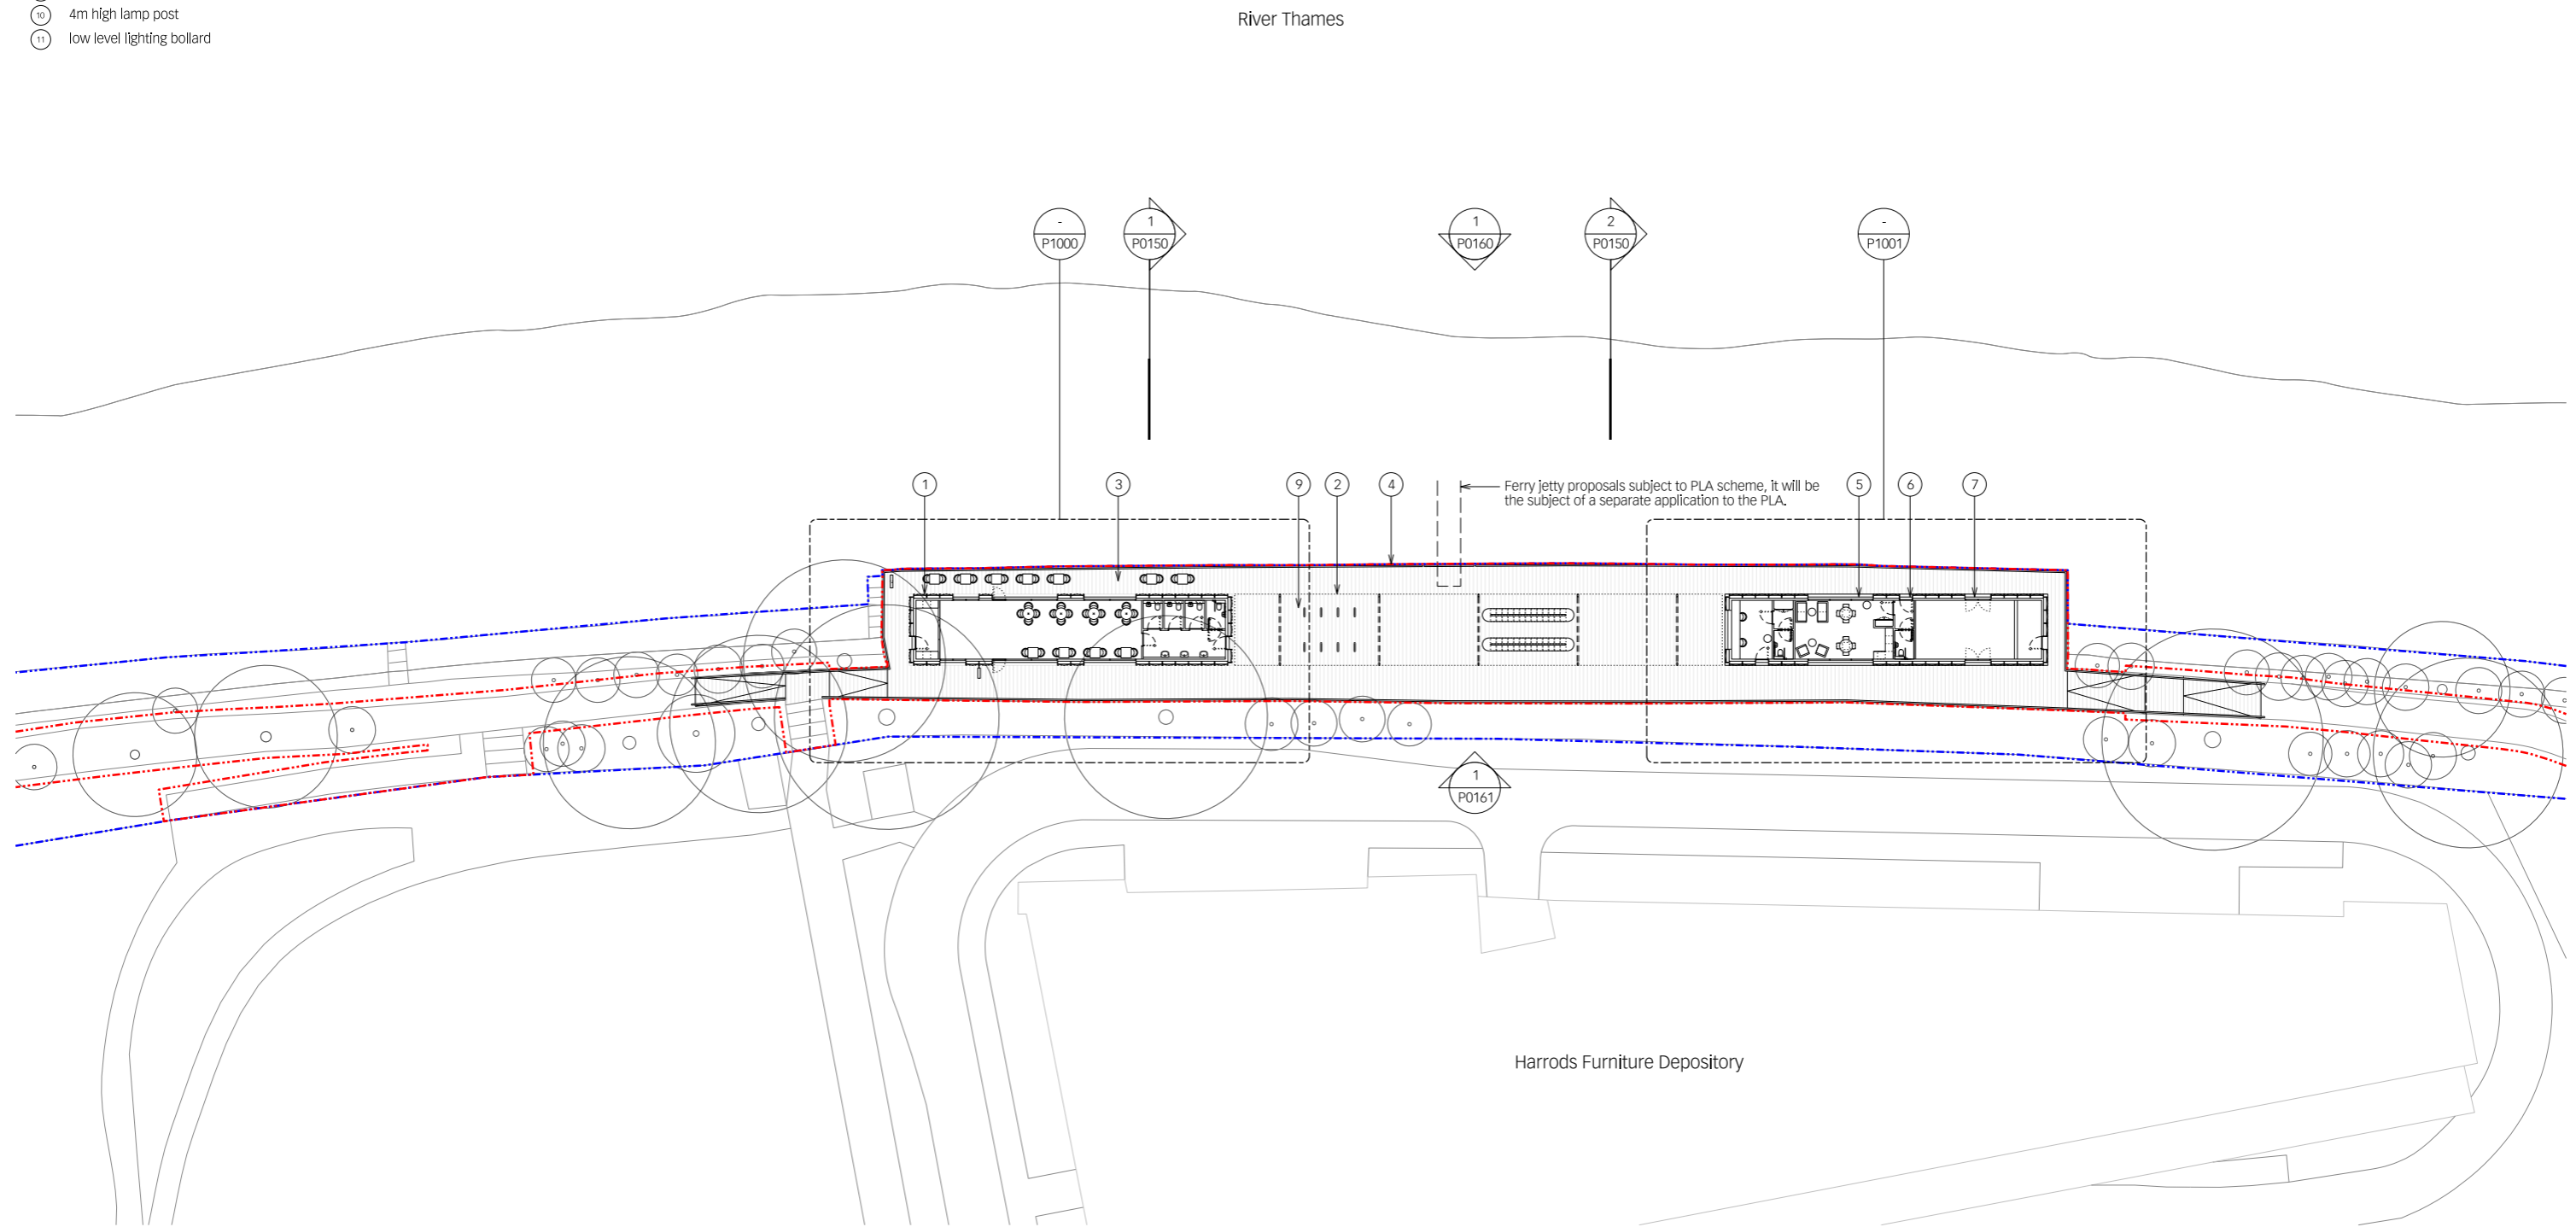 10 4m high lamp post
11 low level lighting bollard
River Thames
- P1000
1 P0150
1 P0160
2 P0150
- P1001
1
3
9
2
4
Ferry jetty proposals subject to PLA scheme, it will be
the subject of a separate application to the PLA.
5
6
7
1 P0161
Harrods Furniture Depository